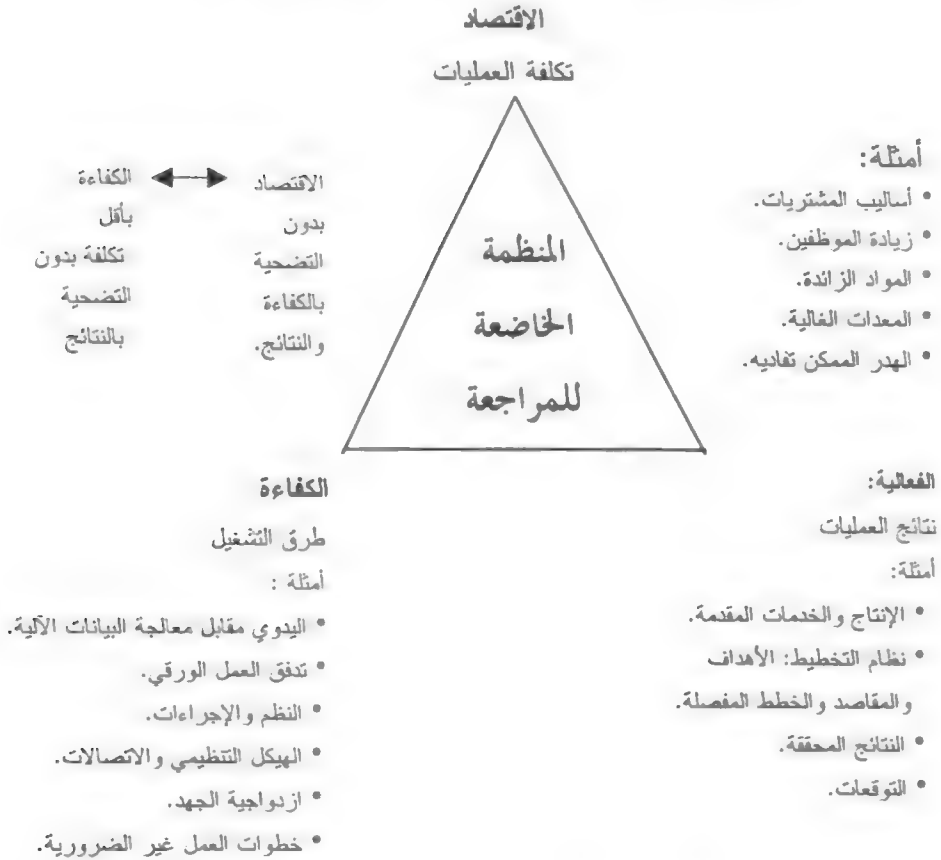 الاقتصاد
تكلفة العمليات
أمثلة:
• أساليب المشتريات.
• زيادة الموظفين.
• المواد الزائدة.
• المعدات الغالية.
• الهدر الممكن تفاديه.
المنظمة
الخاضعة
للمراجعة
الاقتصاد
بدون
التضحية
بالكفاءة
والنتائج.
الكفاءة
بأقل
تكلفة بدون
التضحية
بالنتائج
الفعالية:
نتائج العمليات
أمثلة:
• الإنتاج والخدمات المقدمة.
• نظام التخطيط: الأهداف
والمقاصد والخطط المفصلة.
• النتائج المحققة.
• التوقعات.
الكفاءة
طرق التشغيل
أمثلة :
• اليدوي مقابل معالجة البيانات الآلية.
• تدفق العمل الورقي.
• النظم والإجراءات.
• الهيكل التنظيمي والاتصالات.
• ازدواجية الجهد.
• خطوات العمل غير الضرورية.